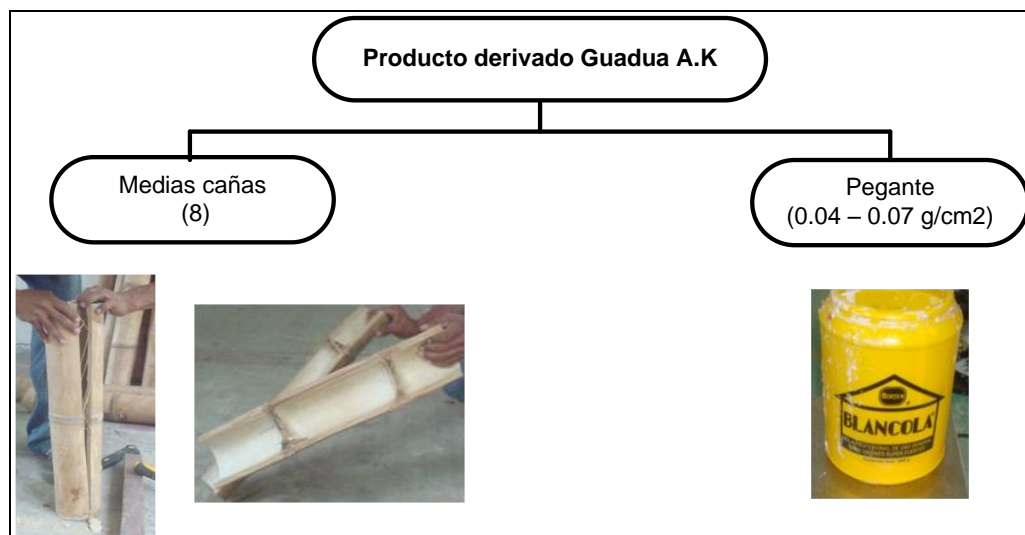 Producto derivado Guadua A.K
Medias cañas
(8)
Pegante
(0.04 – 0.07 g/cm2)
BLANCOLA